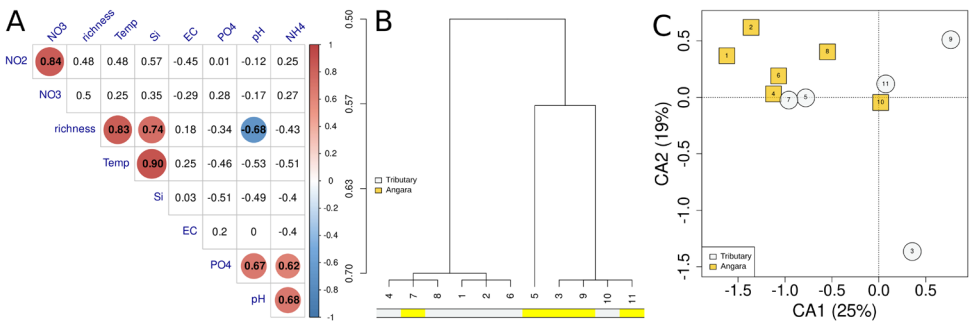 A
NO3
richness
Temp
Si
EC
PO4
pH
NH4
NO2 0.84 0.48 0.48 0.57 -0.45 0.01 -0.12 0.25
NO3 0.5 0.25 0.35 -0.29 0.28 -0.17 0.27
richness 0.83 0.74 0.18 -0.34 -0.68 -0.43
Temp 0.90 0.25 -0.46 -0.53 -0.51
Si 0.03 -0.51 -0.49 -0.4
EC 0.2 0 -0.4
PO4 0.67 0.62
pH 0.68
1
0.8
0.6
0.4
0.2
0
-0.2
-0.4
-0.6
-0.8
-1
B
0.50
0.57
0.63
0.70
Tributary
Angara
4 7 8 1 2 6 5 3 9 10 11
C
CA2 (19%)
0.5
0.0
-0.5
-1.0
-1.5
2
9
1
8
6
11
4
7
5
10
3
Tributary
Angara
-1.5 -1.0 -0.5 0.0 0.5
CA1 (25%)